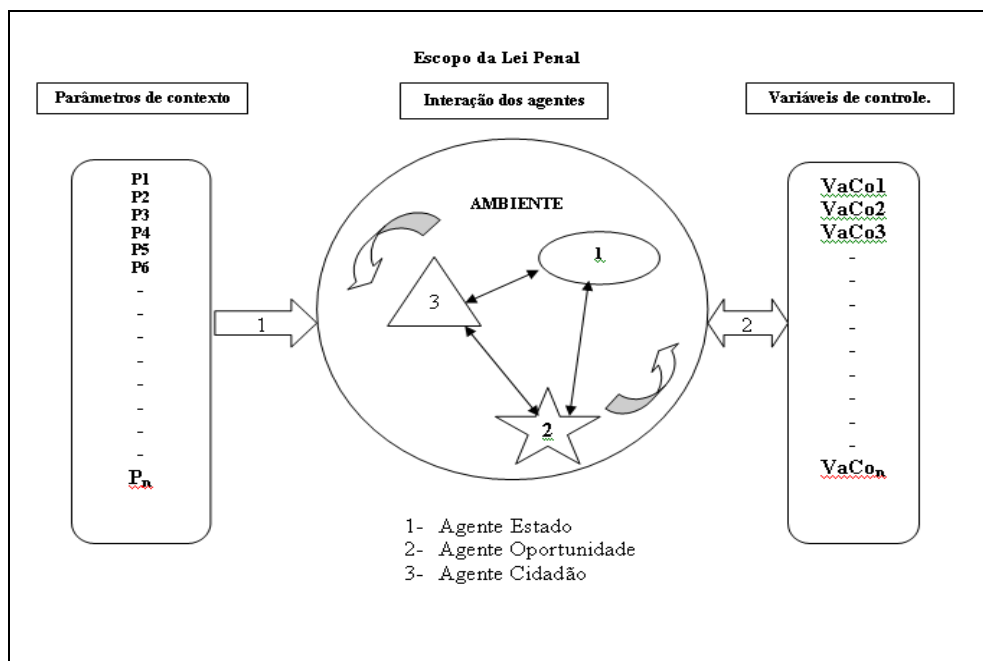 Escopo da Lei Penal
Parâmetros de contexto
Interação dos agentes
Variáveis de controle.
P1
P2
P3
P4
P5
P6
-
-
-
-
-
-
-
-
Pₙ
1
AMBIENTE
1
3
2
2
VaCo1
VaCo2
VaCo3
-
-
-
-
-
-
-
-
-
VaCoₙ
1- Agente Estado
2- Agente Oportunidade
3- Agente Cidadão